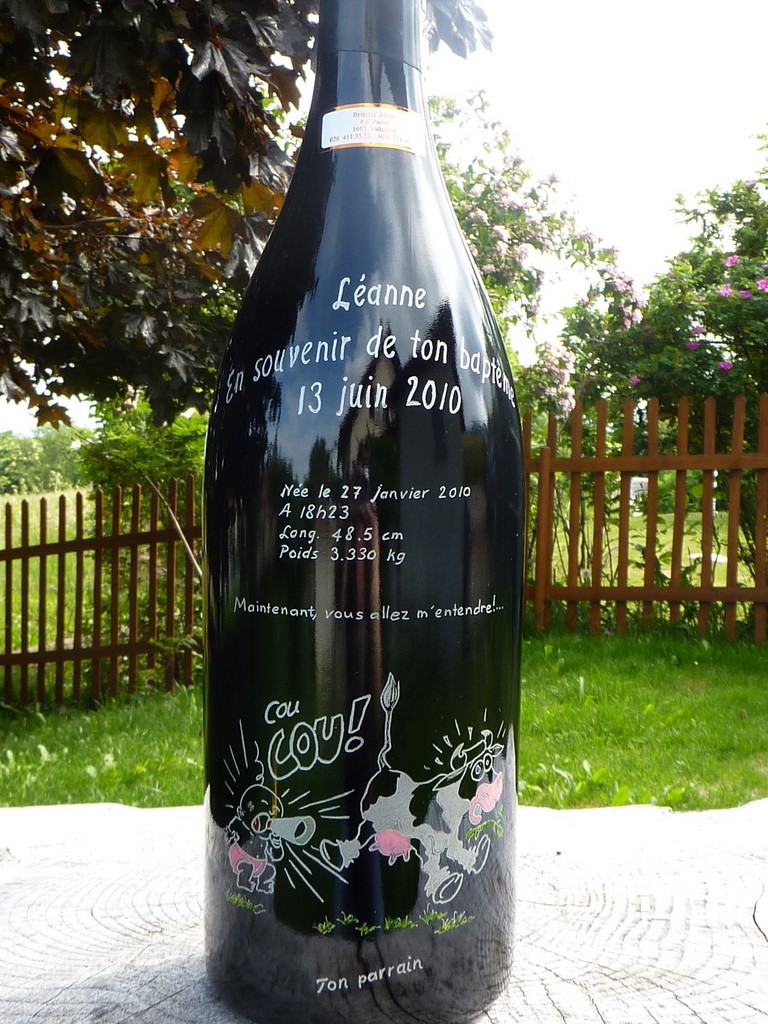 Léanne
En souvenir de ton baptême
13 juin 2010
Née le 27 janvier 2010
A 18h23
Long. 48.5 cm
Poids 3.330 kg
Maintenant, vous allez m'entendre!...
COU
COU!
Ton parrain